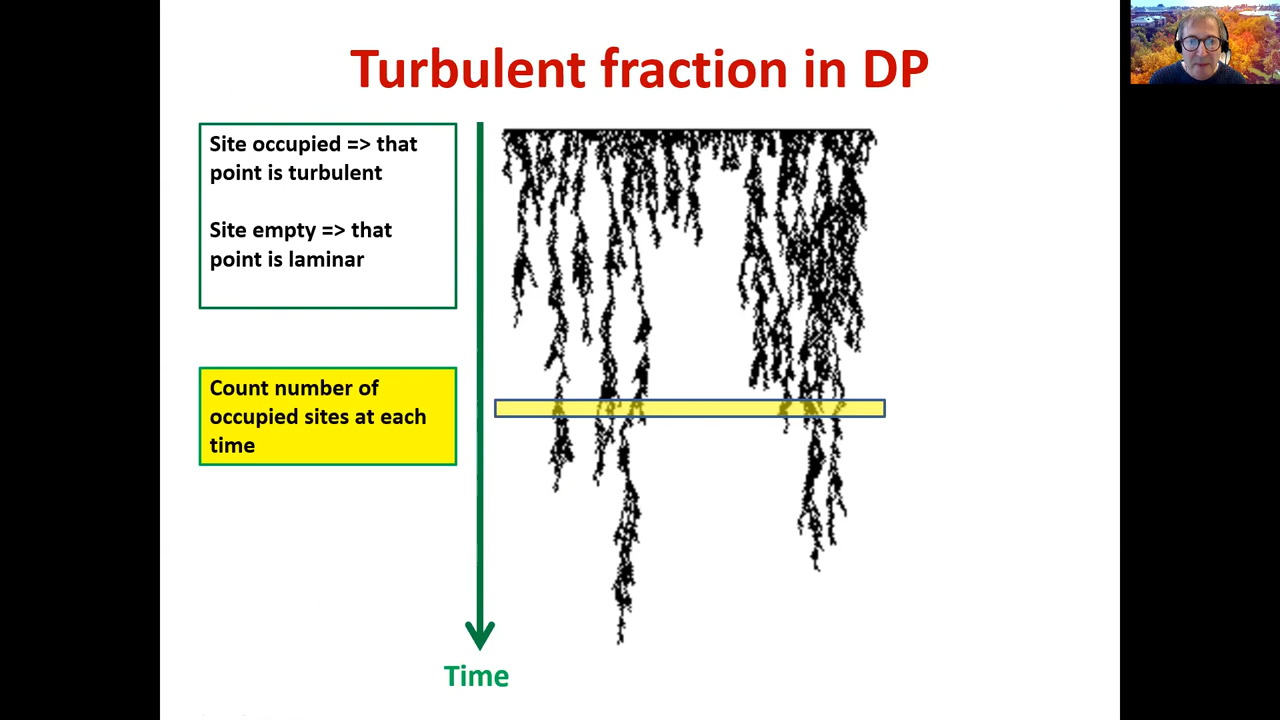 Turbulent fraction in DP
Site occupied => that
point is turbulent
Site empty => that
point is laminar
Count number of
occupied sites at each
time
Time